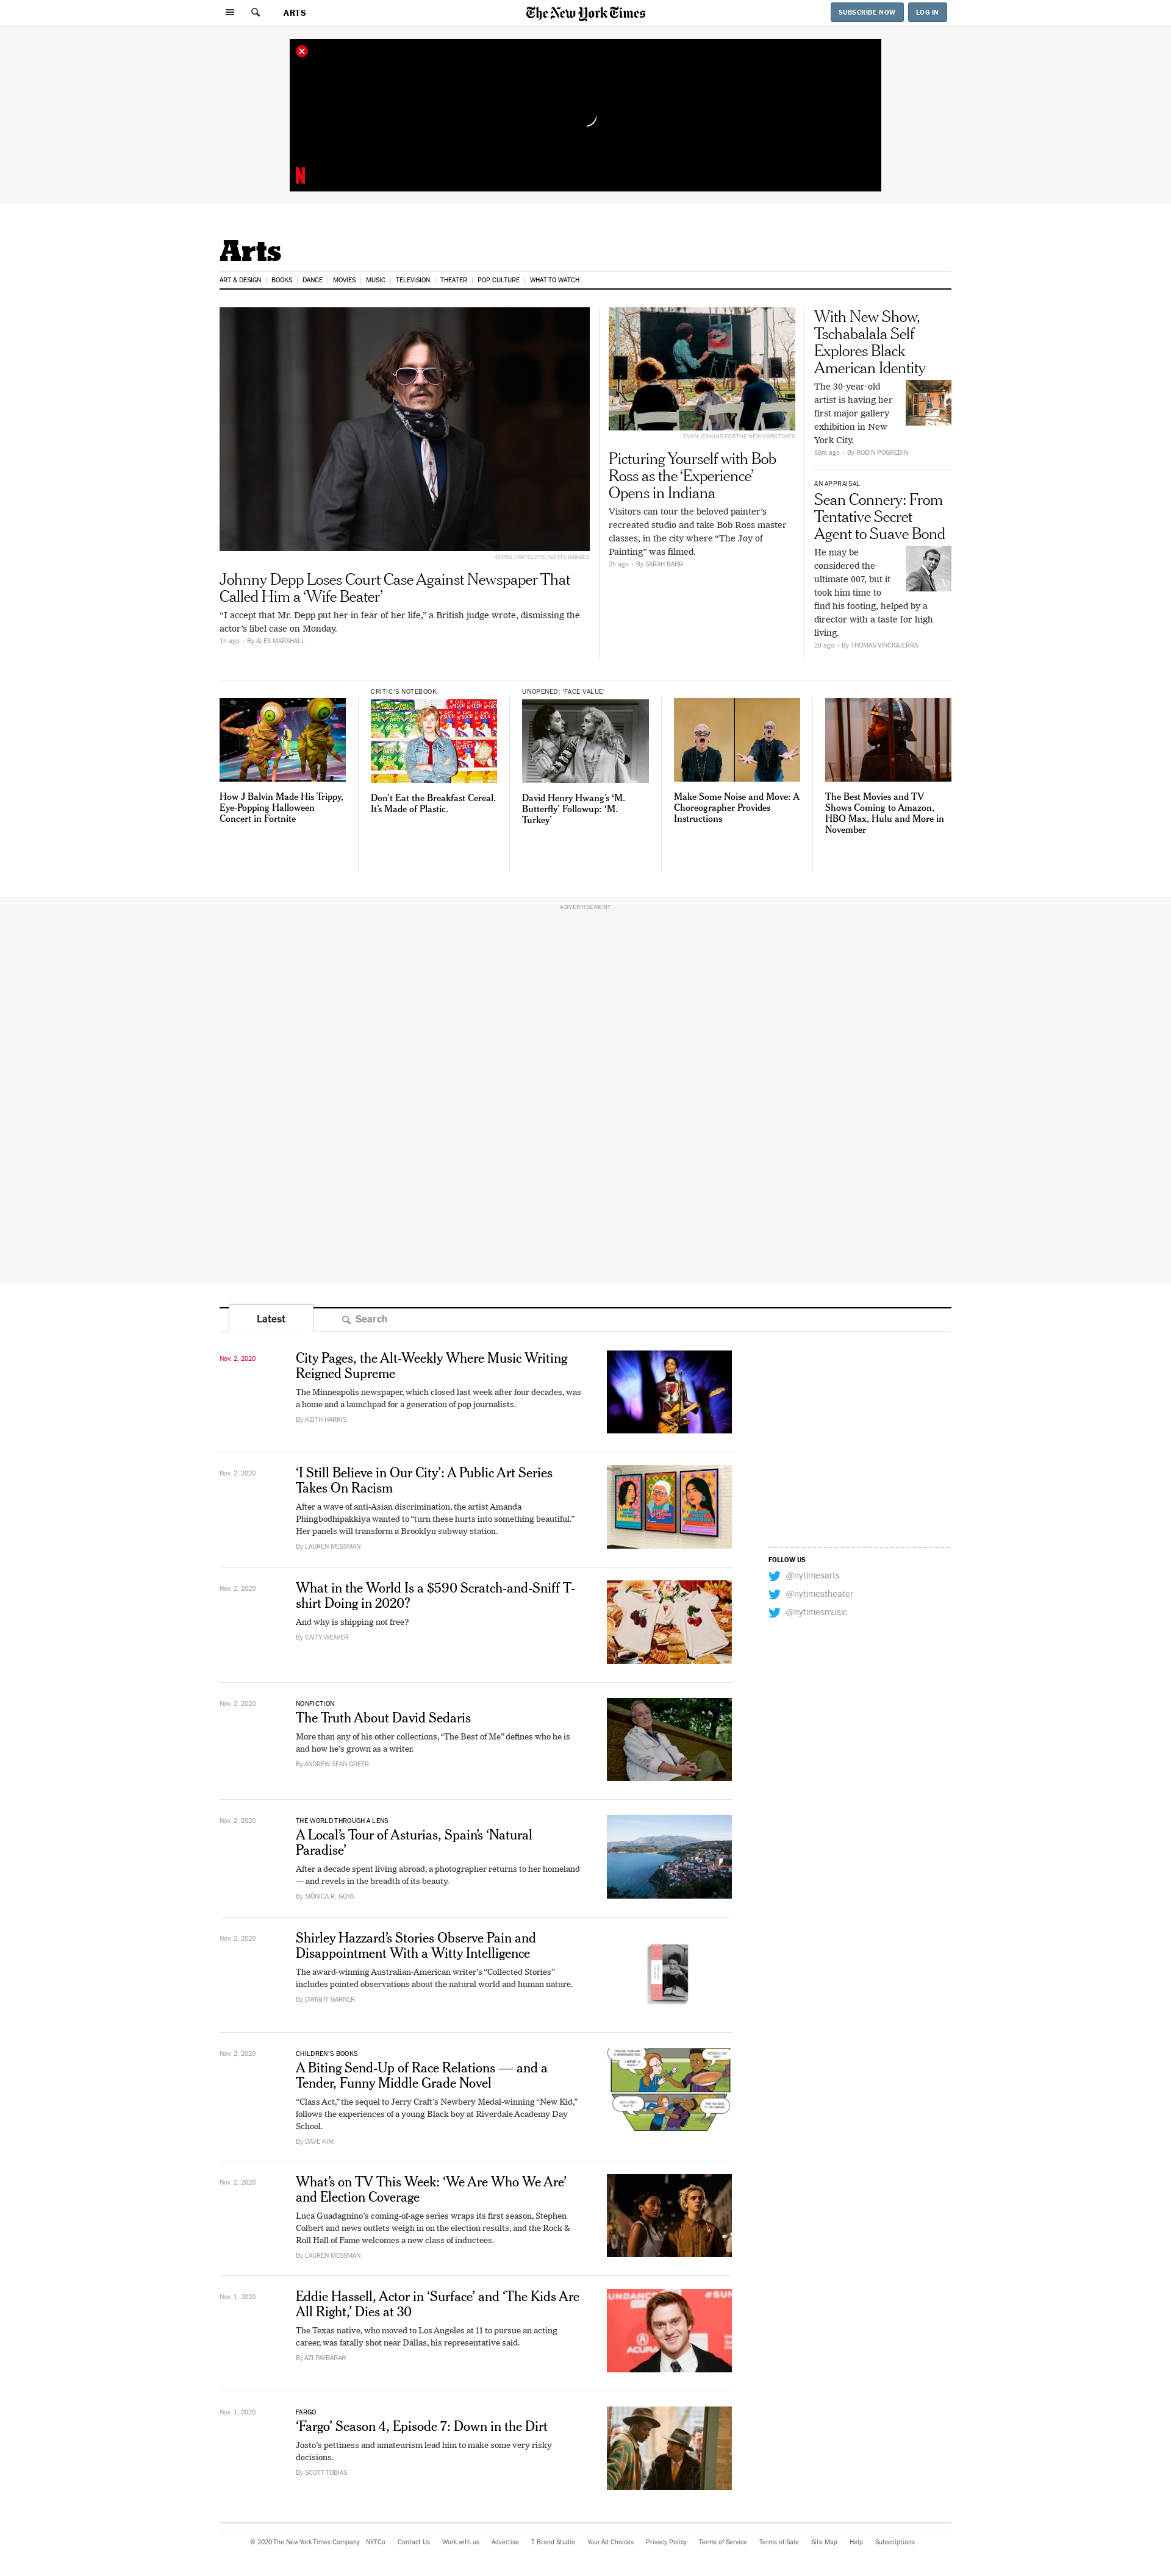 ARTS
The New York Times
SUBSCRIBE NOW
LOG IN
N
Arts
ART & DESIGN
BOOKS
DANCE
MOVIES
MUSIC
TELEVISION
THEATER
POP CULTURE
WHAT TO WATCH
CHRIS J RATCLIFFE/GETTY IMAGES
Johnny Depp Loses Court Case Against Newspaper That
Called Him a ‘Wife Beater’
“I accept that Mr. Depp put her in fear of her life,” a British judge wrote, dismissing the
actor’s libel case on Monday.
1h ago • By ALEX MARSHALL
EVAN JENKINS FOR THE NEW YORK TIMES
Picturing Yourself with Bob
Ross as the ‘Experience’
Opens in Indiana
Visitors can tour the beloved painter’s
recreated studio and take Bob Ross master
classes, in the city where “The Joy of
Painting” was filmed.
2h ago • By SARAH BAHR
With New Show,
Tschabalala Self
Explores Black
American Identity
The 30-year-old
artist is having her
first major gallery
exhibition in New
York City.
58m ago • By ROBIN POGREBIN
AN APPRAISAL
Sean Connery: From
Tentative Secret
Agent to Suave Bond
He may be
considered the
ultimate 007, but it
took him time to
find his footing, helped by a
director with a taste for high
living.
2d ago • By THOMAS VINCIGUERRA
How J Balvin Made His Trippy,
Eye-Popping Halloween
Concert in Fortnite
CRITIC’S NOTEBOOK
Don’t Eat the Breakfast Cereal.
It’s Made of Plastic.
UNOPENED: ‘FACE VALUE’
David Henry Hwang’s ‘M.
Butterfly’ Followup: ‘M.
Turkey’
Make Some Noise and Move: A
Choreographer Provides
Instructions
The Best Movies and TV
Shows Coming to Amazon,
HBO Max, Hulu and More in
November
ADVERTISEMENT
Latest
Search
Nov. 2, 2020
City Pages, the Alt-Weekly Where Music Writing
Reigned Supreme
The Minneapolis newspaper, which closed last week after four decades, was
a home and a launchpad for a generation of pop journalists.
By KEITH HARRIS
Nov. 2, 2020
‘I Still Believe in Our City’: A Public Art Series
Takes On Racism
After a wave of anti-Asian discrimination, the artist Amanda
Phingbodhipakkiya wanted to “turn these hurts into something beautiful.”
Her panels will transform a Brooklyn subway station.
By LAUREN MESSMAN
Nov. 2, 2020
What in the World Is a $590 Scratch-and-Sniff T-
shirt Doing in 2020?
And why is shipping not free?
By CAITY WEAVER
Nov. 2, 2020
NONFICTION
The Truth About David Sedaris
More than any of his other collections, “The Best of Me” defines who he is
and how he’s grown as a writer.
By ANDREW SEAN GREER
Nov. 2, 2020
THE WORLD THROUGH A LENS
A Local’s Tour of Asturias, Spain’s ‘Natural
Paradise’
After a decade spent living abroad, a photographer returns to her homeland
— and revels in the breadth of its beauty.
By MÓNICA R. GOYA
Nov. 2, 2020
Shirley Hazzard’s Stories Observe Pain and
Disappointment With a Witty Intelligence
The award-winning Australian-American writer’s “Collected Stories”
includes pointed observations about the natural world and human nature.
By DWIGHT GARNER
Nov. 2, 2020
CHILDREN’S BOOKS
A Biting Send-Up of Race Relations — and a
Tender, Funny Middle Grade Novel
“Class Act,” the sequel to Jerry Craft’s Newbery Medal-winning “New Kid,”
follows the experiences of a young Black boy at Riverdale Academy Day
School.
By DAVE KIM
Nov. 2, 2020
What’s on TV This Week: ‘We Are Who We Are’
and Election Coverage
Luca Guadagnino’s coming-of-age series wraps its first season, Stephen
Colbert and news outlets weigh in on the election results, and the Rock &
Roll Hall of Fame welcomes a new class of inductees.
By LAUREN MESSMAN
Nov. 1, 2020
Eddie Hassell, Actor in ‘Surface’ and ‘The Kids Are
All Right,’ Dies at 30
The Texas native, who moved to Los Angeles at 11 to pursue an acting
career, was fatally shot near Dallas, his representative said.
By AZI PAYBARAH
Nov. 1, 2020
FARGO
‘Fargo’ Season 4, Episode 7: Down in the Dirt
Josto’s pettiness and amateurism lead him to make some very risky
decisions.
By SCOTT TOBIAS
FOLLOW US
@nytimesarts
@nytimestheater
@nytimesmusic
© 2020 The New York Times Company NYTCo Contact Us Work with us Advertise T Brand Studio Your Ad Choices Privacy Policy Terms of Service Terms of Sale Site Map Help Subscriptions